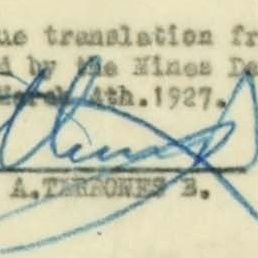 ue translation fr
d by the Mines De
March 4th.1927.
A.TERRONES B.